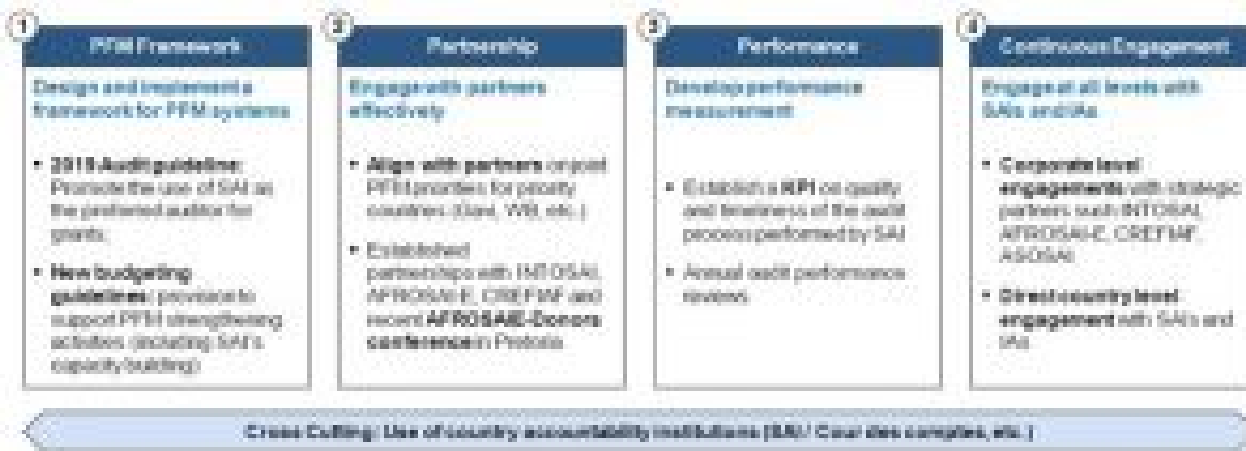 1
PFM Framework
Design and implement a
framework for PFM systems
▪ 2019 Audit guideline:
Promote the use of SAI as
the preferred auditor for
grants;
▪ New budgeting
guidelines: provision to
support PFM strengthening
activities (including SAI's
capacity building)
2
Partnership
Engage with partners
effectively
▪ Align with partners on joint
PFM priorities for priority
countries (Gavi, WB, etc.)
▪ Established
partnerships with INTOSAI,
AFROSAI-E, CREFIAF and
recent AFROSAIE-Donors
conference in Pretoria
3
Performance
Develop performance
measurement
▪ Establish a KPI on quality
and timeliness of the audit
process performed by SAI
▪ Annual audit performance
reviews
4
Continuous Engagement
Engage at all levels with
SAIs and IAs
▪ Corporate level
engagements with strategic
partners such INTOSAI,
AFROSAI-E, CREFIAF,
ASOSAI
▪ Direct country level
engagement with SAIs and
IAs
Cross Cutting: Use of country accountability institutions (SAI / Cour des comptes, etc.)